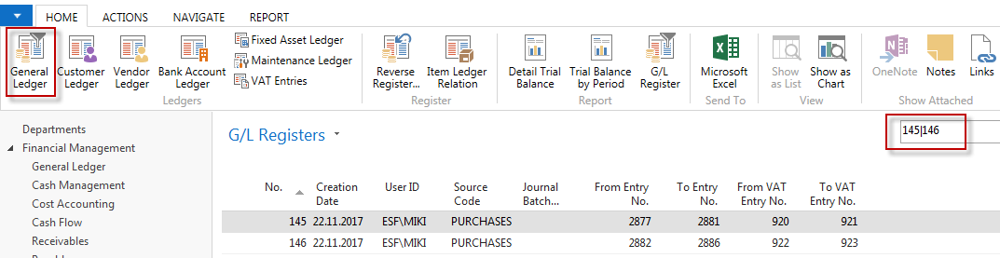 HOME ACTIONS NAVIGATE REPORT
General Ledger
Customer Ledger
Vendor Ledger
Bank Account Ledger
Fixed Asset Ledger
Maintenance Ledger
VAT Entries
Reverse Register...
Item Ledger Relation
Detail Trial Balance
Trial Balance by Period
G/L Register
Microsoft Excel
Show as List
Show as Chart
OneNote
Notes
Links
Ledgers Register Report Send To View Show Attached
Departments
Financial Management
General Ledger
Cash Management
Cost Accounting
Cash Flow
Receivables
G/L Registers
145|146
No. Creation Date User ID Source Code Journal Batch... From Entry No. To Entry No. From VAT Entry No. To VAT Entry No.
145 22.11.2017 ESF\MIKI PURCHASES 2877 2881 920 921
146 22.11.2017 ESF\MIKI PURCHASES 2882 2886 922 923